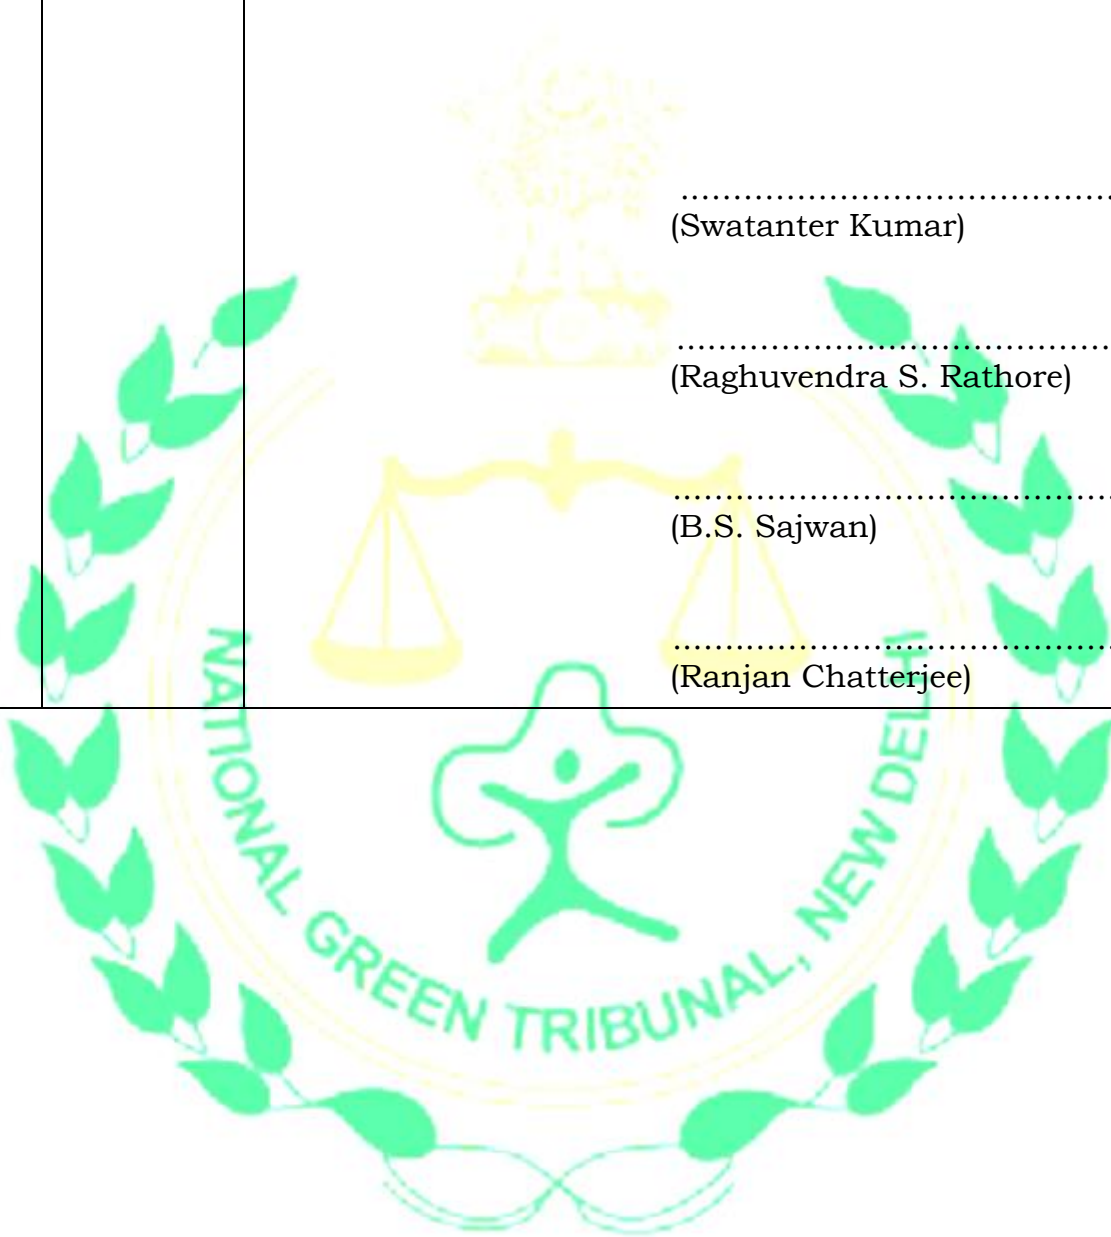 ………………………………………
(Swatanter Kumar)
………………………………………
(Raghuvendra S. Rathore)
………………………………………
(B.S. Sajwan)
………………………………………
(Ranjan Chatterjee)
NATIONAL GREEN TRIBUNAL, NEW DELHI